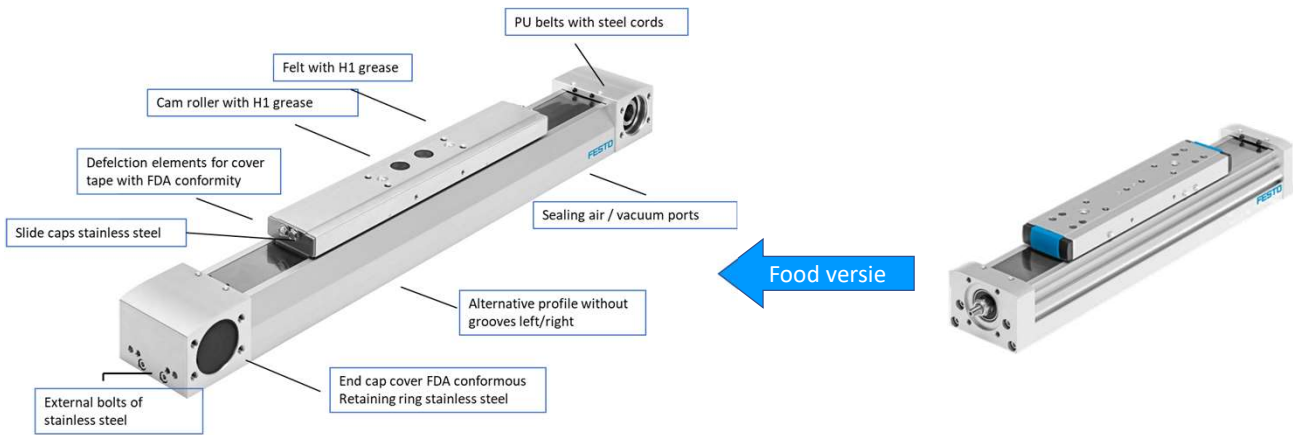 PU belts with steel cords
Felt with H1 grease
Cam roller with H1 grease
Defelction elements for cover
tape with FDA conformity
Slide caps stainless steel
FESTO
Sealing air / vacuum ports
Alternative profile without
grooves left/right
End cap cover FDA conformous
Retaining ring stainless steel
External bolts of
stainless steel
Food versie
FESTO